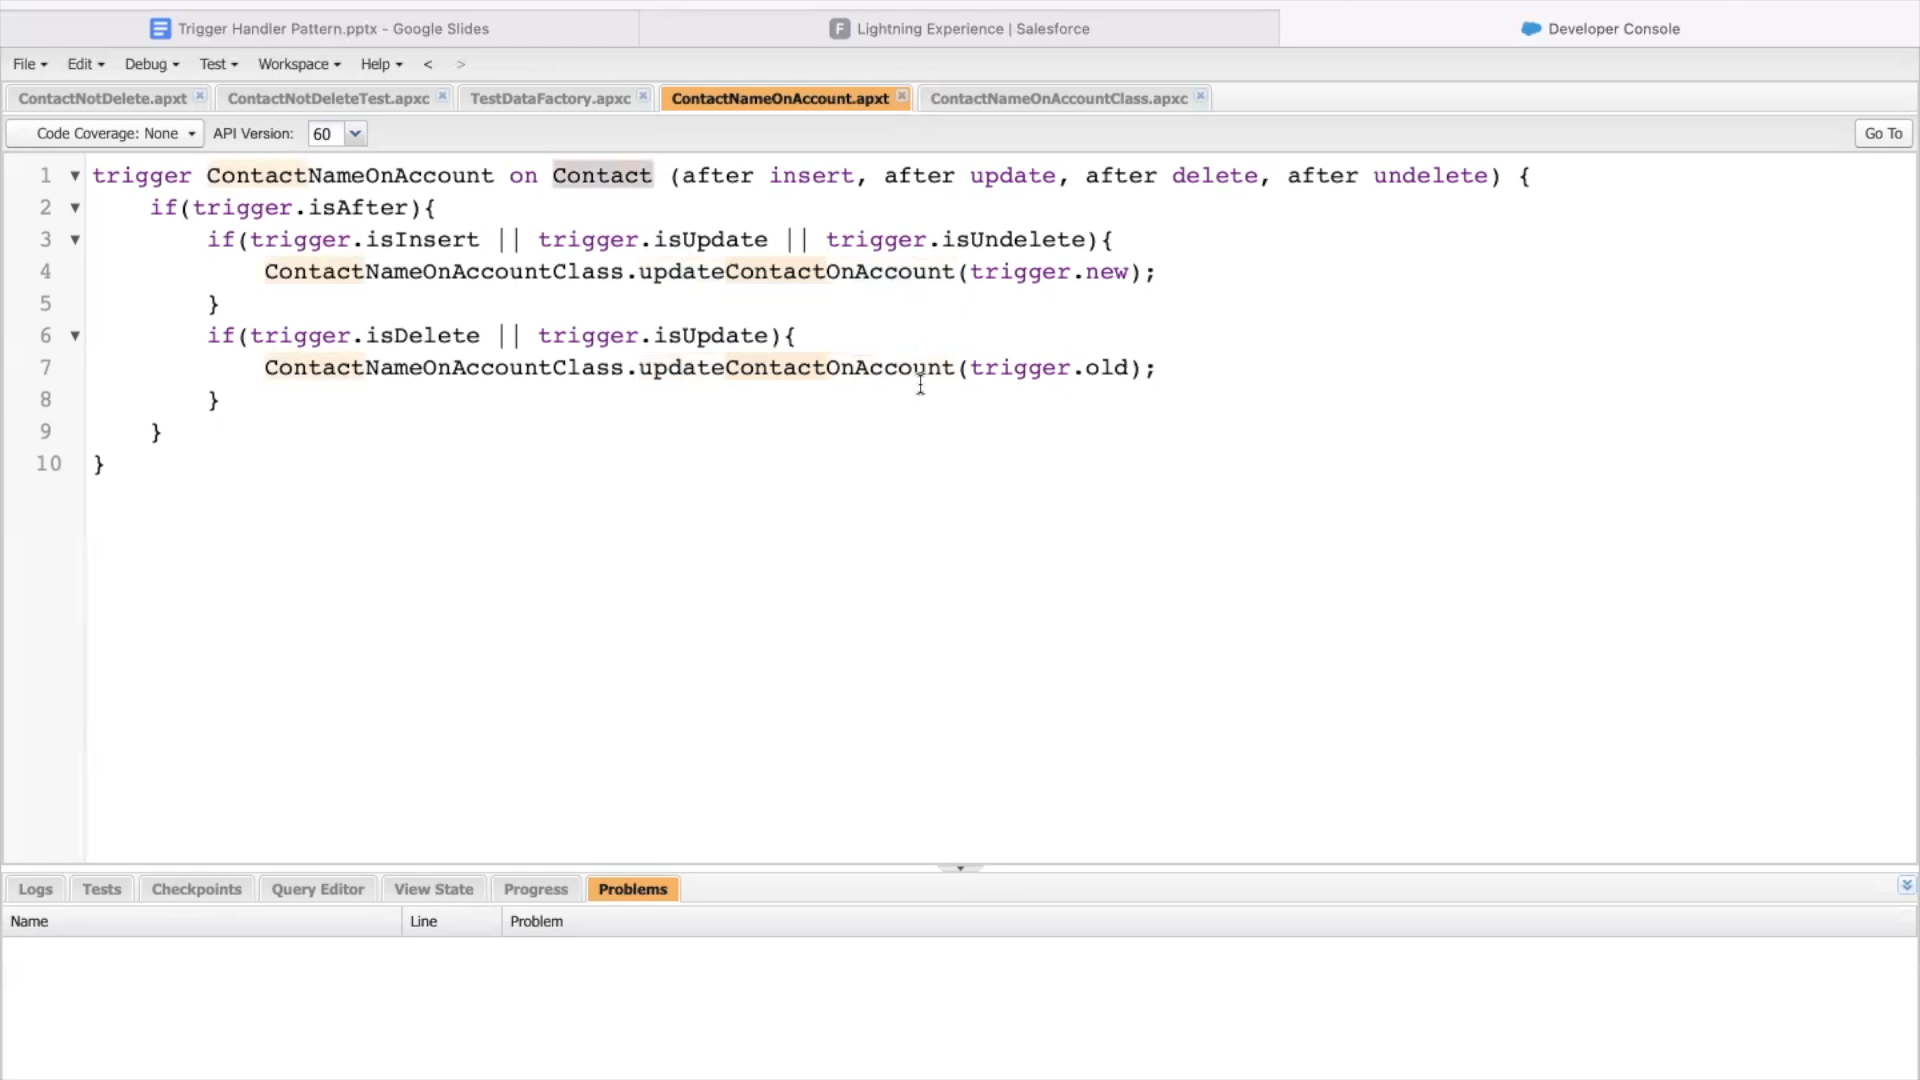 Trigger Handler Pattern.pptx - Google Slides
F Lightning Experience | Salesforce
Developer Console
File Edit Debug Test Workspace Help < >
ContactNotDelete.apxt ContactNotDeleteTest.apxc TestDataFactory.apxc ContactNameOnAccount.apxt ContactNameOnAccountClass.apxc
Code Coverage: None API Version: 60 Go To
1 trigger ContactNameOnAccount on Contact (after insert, after update, after delete, after undelete) {
2 if(trigger.isAfter){
3 if(trigger.isInsert || trigger.isUpdate || trigger.isUndelete){
4 ContactNameOnAccountClass.updateContactOnAccount(trigger.new);
5 }
6 if(trigger.isDelete || trigger.isUpdate){
7 ContactNameOnAccountClass.updateContactOnAccount(trigger.old);
8 }
9 }
10 }
Logs Tests Checkpoints Query Editor View State Progress Problems
Name Line Problem